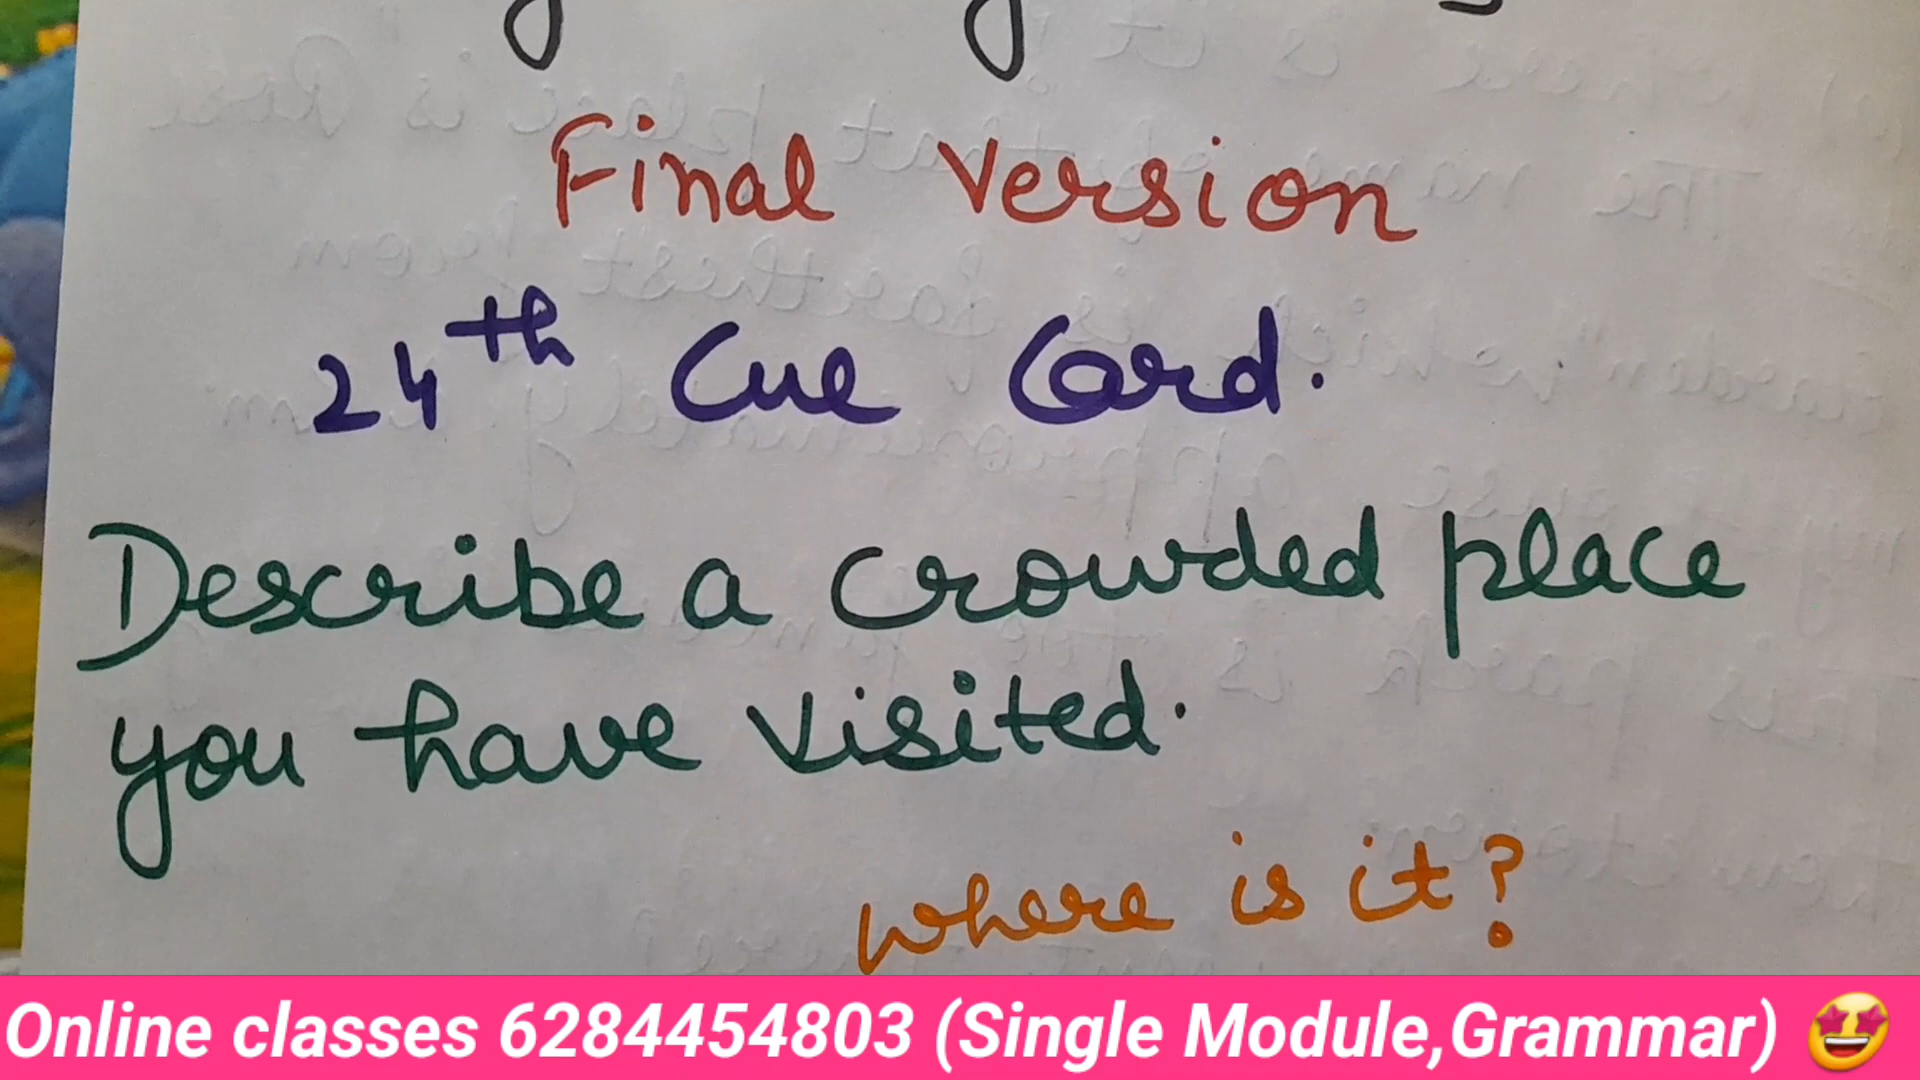 Final Version
24th Cue Card.
Describe a crowded place
you have visited.
where is it?
Online classes 6284454803 (Single Module,Grammar) 🤩